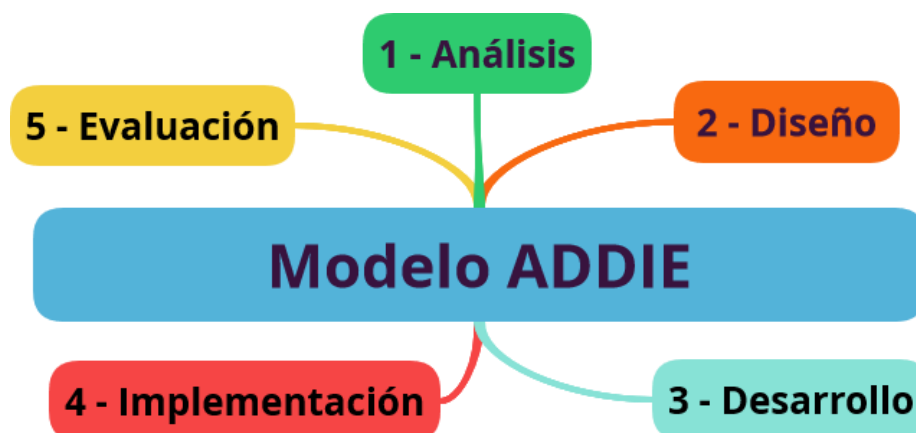 1 - Análisis
2 - Diseño
5 - Evaluación
Modelo ADDIE
4 - Implementación
3 - Desarrollo